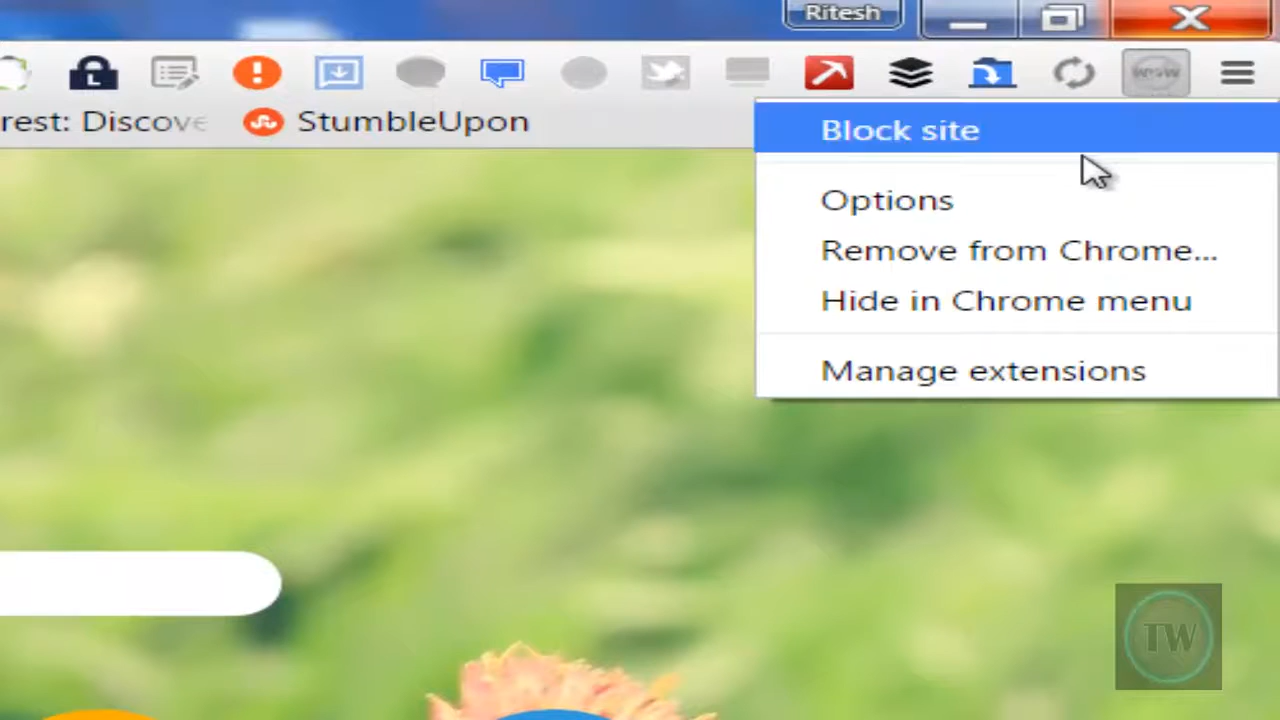 Ritesh
L
rest: Discove
StumbleUpon
Block site
Options
Remove from Chrome...
Hide in Chrome menu
Manage extensions
TW